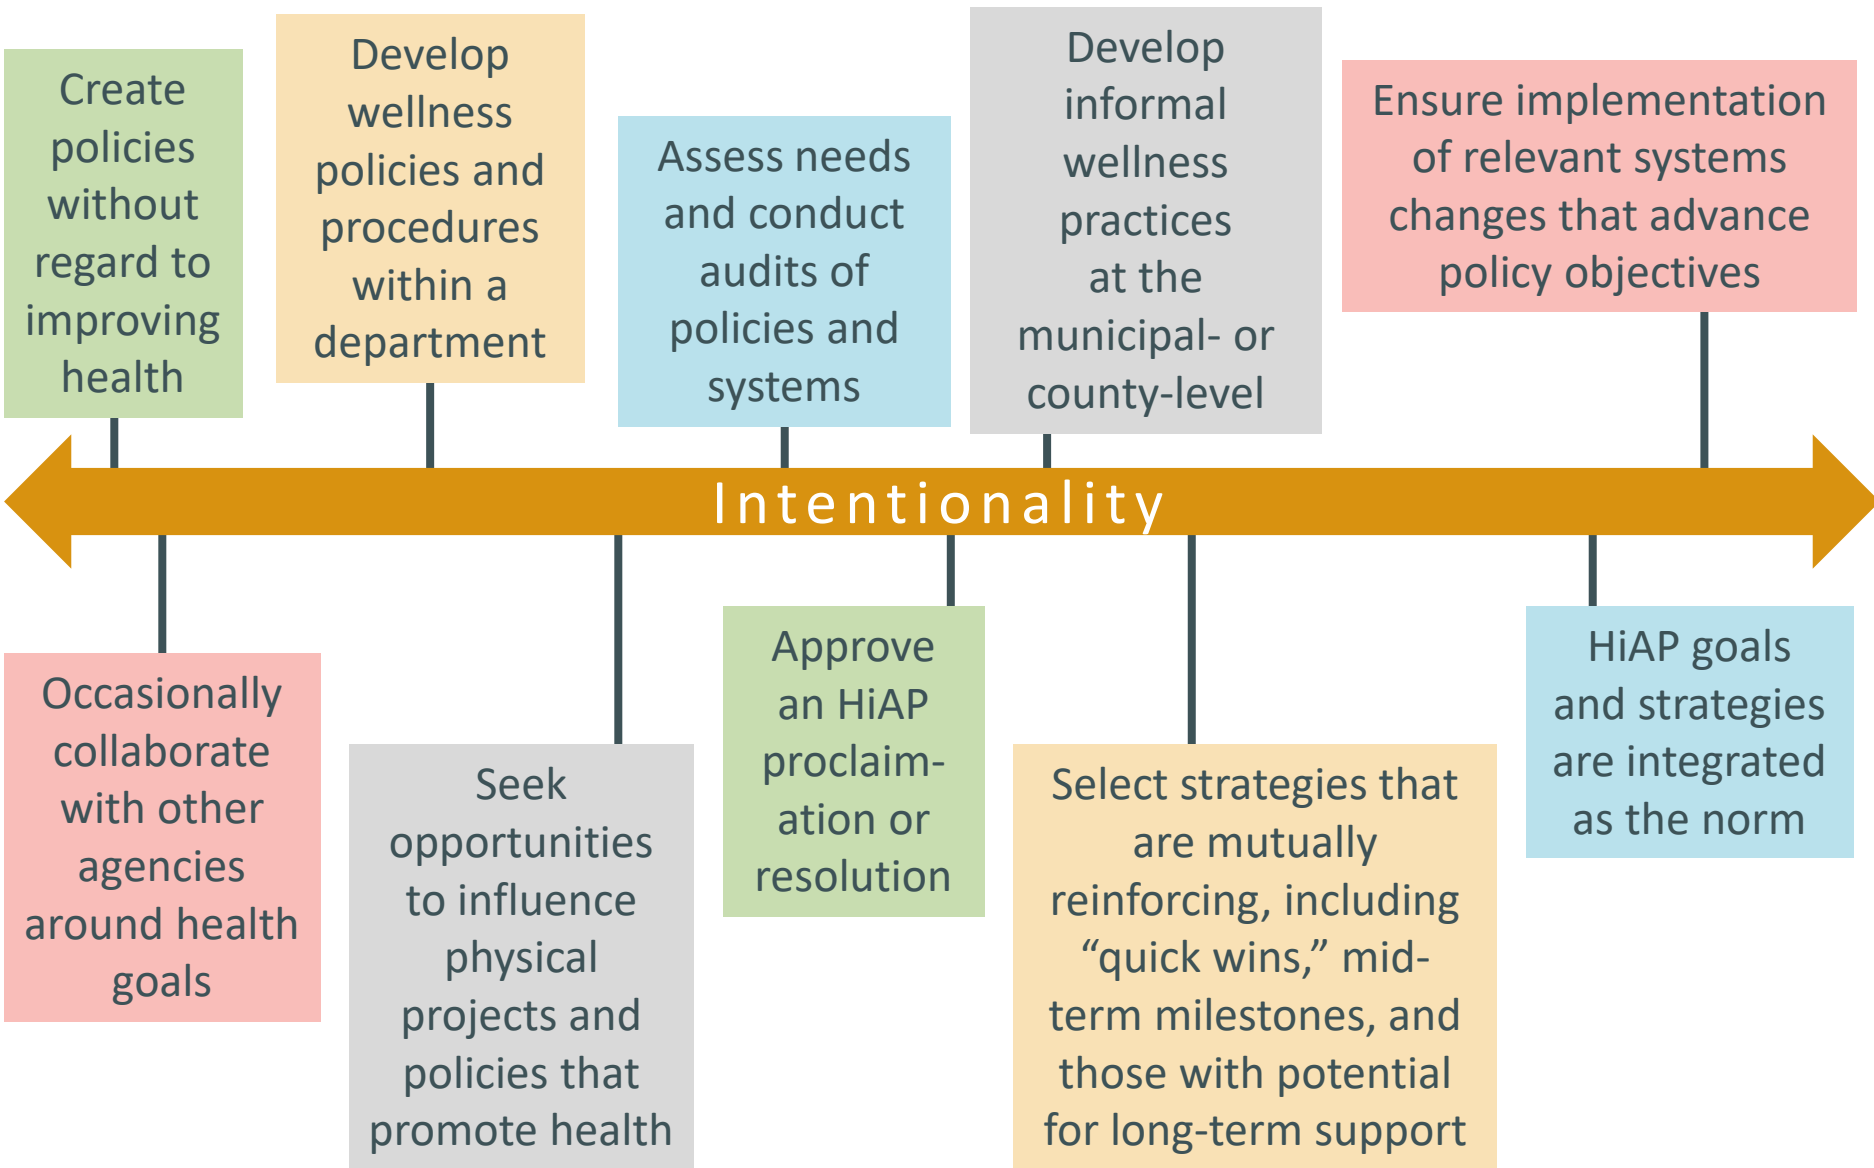 Create
policies
without
regard to
improving
health
Develop
wellness
policies and
procedures
within a
department
Assess needs
and conduct
audits of
policies and
systems
Develop
informal
wellness
practices
at the
municipal- or
county-level
Ensure implementation
of relevant systems
changes that advance
policy objectives
Intentionality
Occasionally
collaborate
with other
agencies
around health
goals
Seek
opportunities
to influence
physical
projects and
policies that
promote health
Approve
an HiAP
proclaim-
ation or
resolution
Select strategies that
are mutually
reinforcing, including
“quick wins,” mid-
term milestones, and
those with potential
for long-term support
HiAP goals
and strategies
are integrated
as the norm